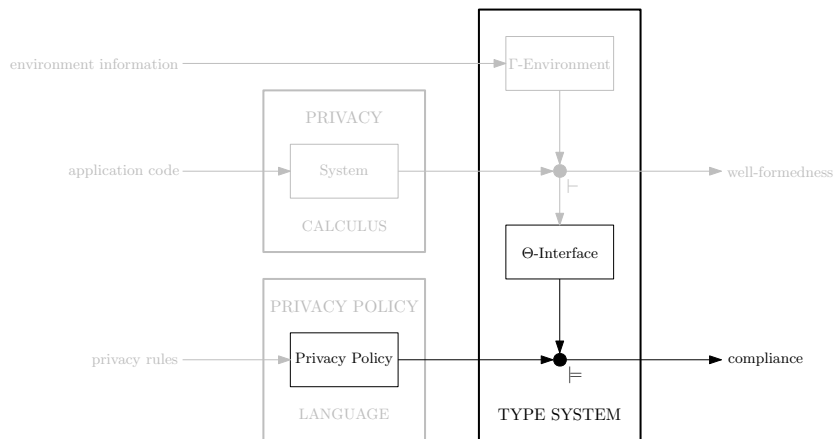 environment information
Γ-Environment
PRIVACY
application code
System
⊢
well-formedness
CALCULUS
Θ-Interface
PRIVACY POLICY
privacy rules
Privacy Policy
⊨
compliance
LANGUAGE
TYPE SYSTEM